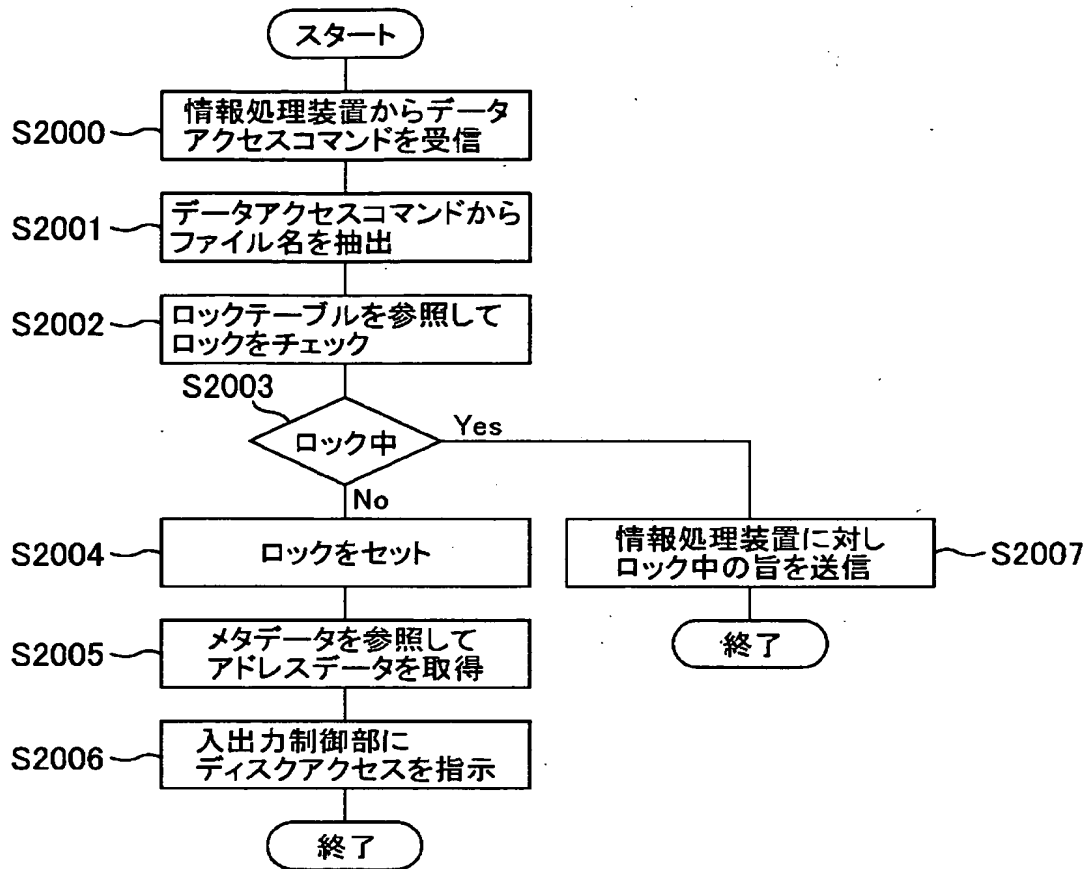 スタート
S2000
情報処理装置からデータ
アクセスコマンドを受信
S2001
データアクセスコマンドから
ファイル名を抽出
S2002
ロックテーブルを参照して
ロックをチェック
S2003
ロック中
Yes
No
S2004
ロックをセット
情報処理装置に対し
ロック中の旨を送信
S2007
S2005
メタデータを参照して
アドレスデータを取得
終了
S2006
入出力制御部に
ディスクアクセスを指示
終了